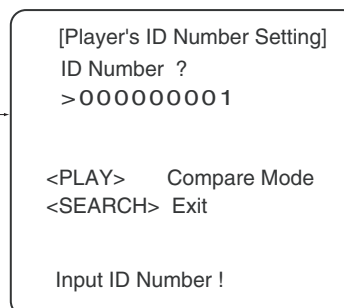 [Player's ID Number Setting]
ID Number ?
>000000001
<PLAY> Compare Mode
<SEARCH> Exit
Input ID Number !